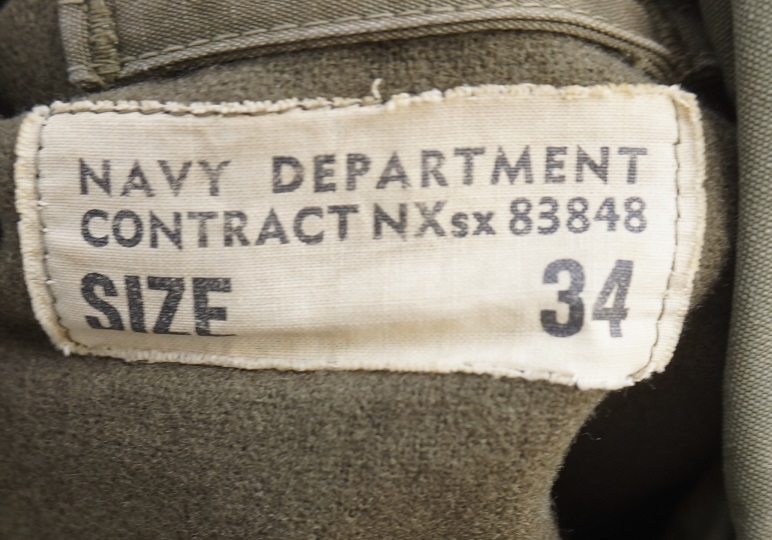 NAVY DEPARTMENT
CONTRACT NXsx 83848
SIZE 34